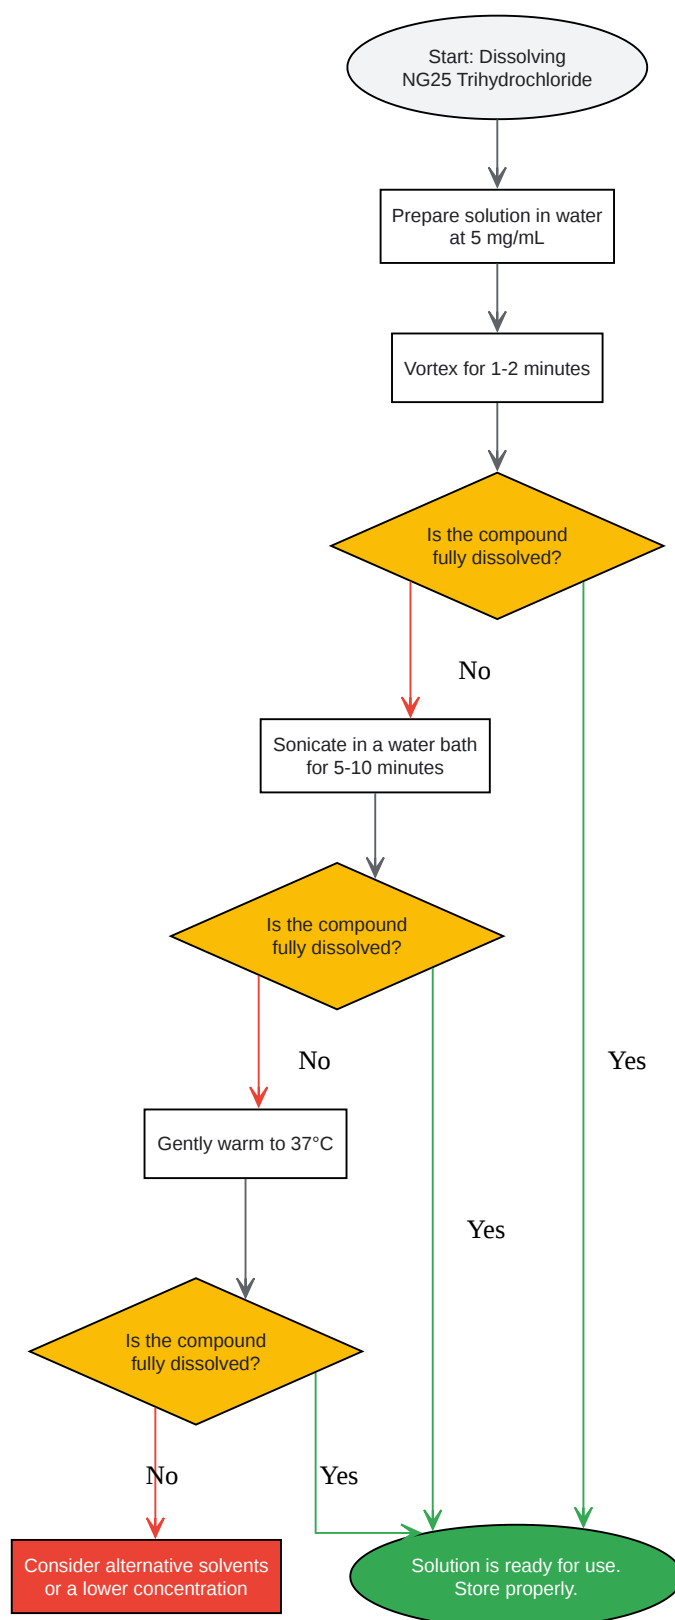 Start: Dissolving
NG25 Trihydrochloride
Prepare solution in water
at 5 mg/mL
Vortex for 1-2 minutes
Is the compound
fully dissolved?
No
Sonicate in a water bath
for 5-10 minutes
Is the compound
fully dissolved?
No
Yes
Gently warm to 37°C
Yes
Is the compound
fully dissolved?
No
Yes
Consider alternative solvents
or a lower concentration
Solution is ready for use.
Store properly.